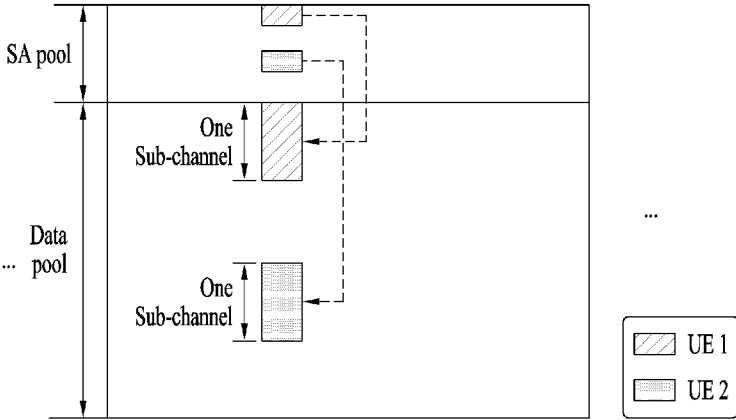 SA pool
One
Sub-channel
Data
pool
...
...
One
Sub-channel
UE 1
UE 2